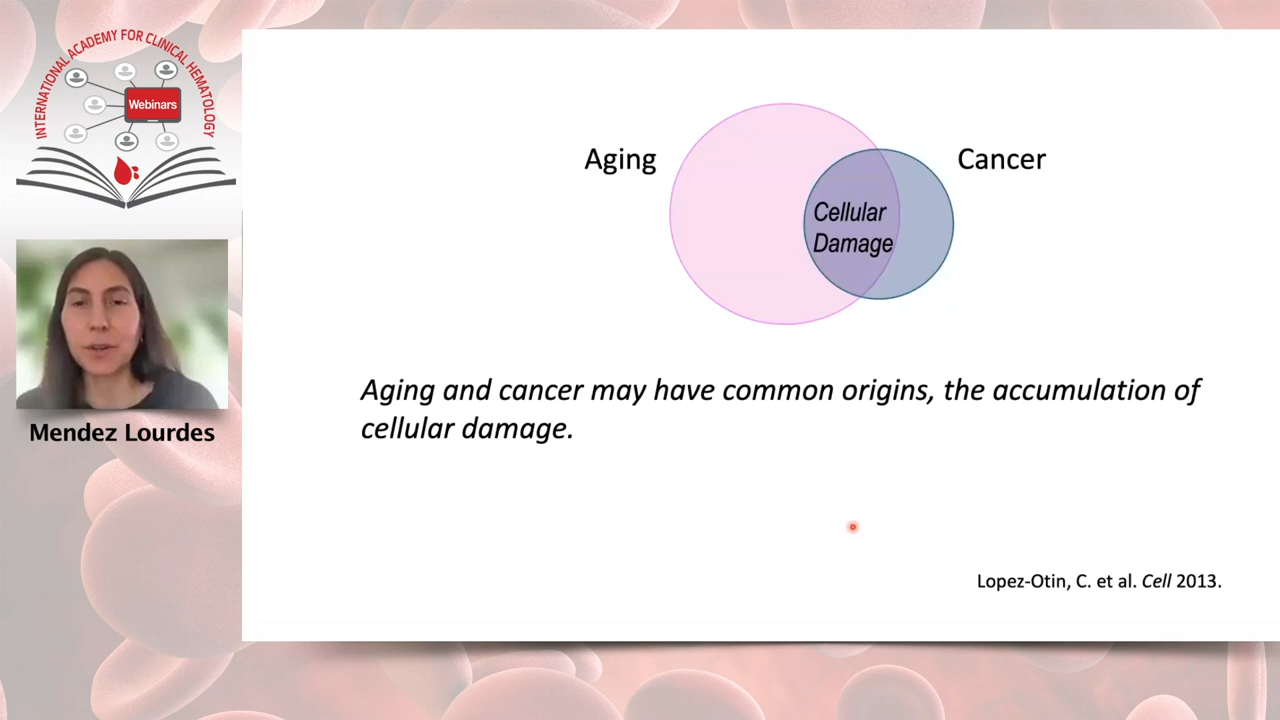 INTERNATIONAL ACADEMY FOR CLINICAL HEMATOLOGY
Webinars
Mendez Lourdes
Aging
Cancer
Cellular
Damage
Aging and cancer may have common origins, the accumulation of
cellular damage.
Lopez-Otin, C. et al. Cell 2013.